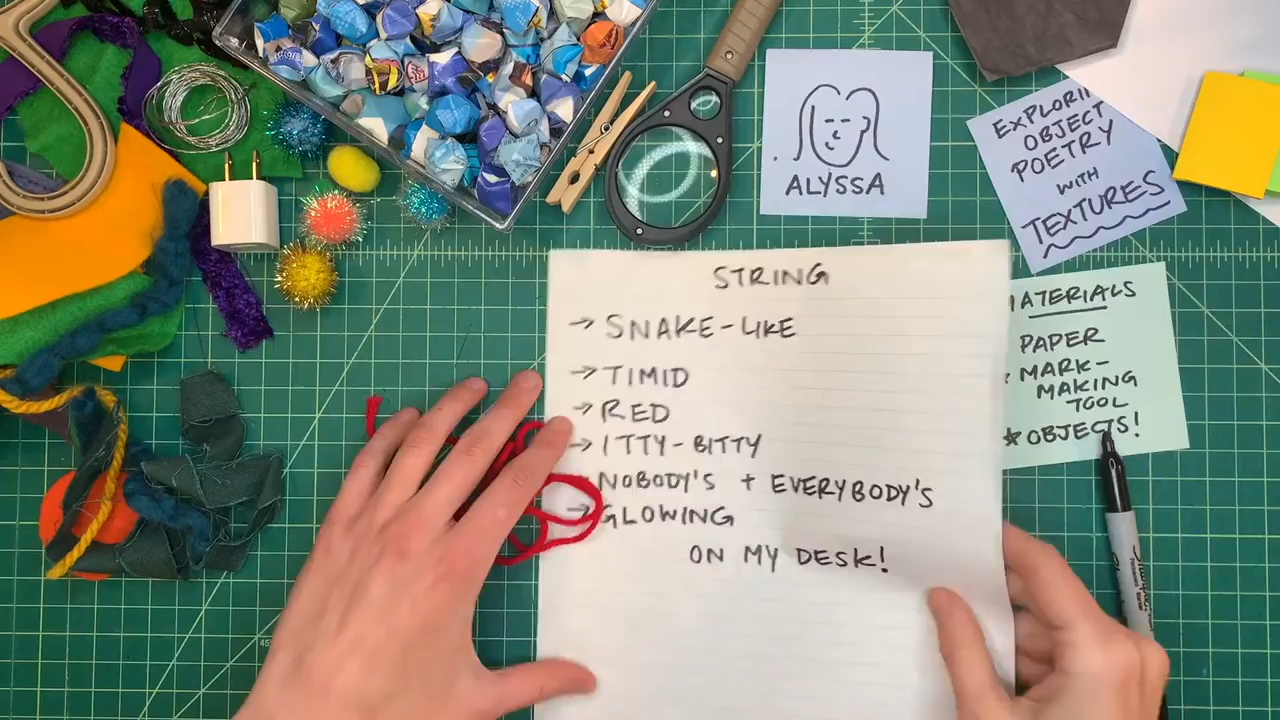 ALYSSA
EXPLORIN
OBJECT
POETRY
WITH
TEXTURES
STRING
→ SNAKE-LIKE
→ TIMID
→ RED
→ ITTY-BITTY
NOBODY'S + EVERYBODY'S
→ GLOWING
ON MY DESK!
MATERIALS
PAPER
MARK-
MAKING
TOOL
★ OBJECTS!